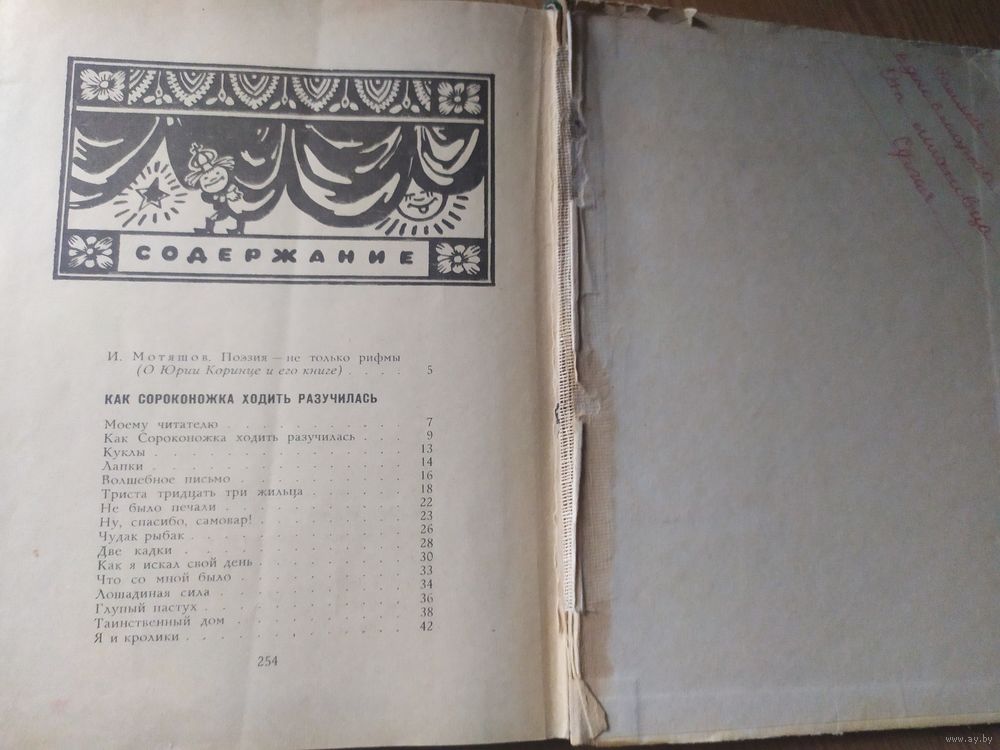 СОДЕРЖАНИЕ
И. Мотяшов. Поэзия — не только рифмы
(О Юрии Коринце и его книге) . . . . 5
КАК СОРОКОНОЖКА ХОДИТЬ РАЗУЧИЛАСЬ
Моему читателю . . . . . . . . . . 7
Как Сороконожка ходить разучилась . . . 9
Куклы . . . . . . . . . . 13
Лапки . . . . . . . . . . 14
Волшебное письмо . . . . . . . . . . 16
Триста тридцать три жильца . . . . . . 18
Не было печали . . . . . . . . . . 22
Ну, спасибо, самовар! . . . . . . . . . 23
Чудак рыбак . . . . . . . . . . 26
Две кадки . . . . . . . . . . 28
Как я искал свой день . . . . . . . . . 30
Что со мной было . . . . . . . . . . 33
Лошадиная сила . . . . . . . . . . 34
Глупый пастух . . . . . . . . . . 36
Таинственный дом . . . . . . . . . . 38
Я и кролики . . . . . . . . . . 42
254
www.ay.by